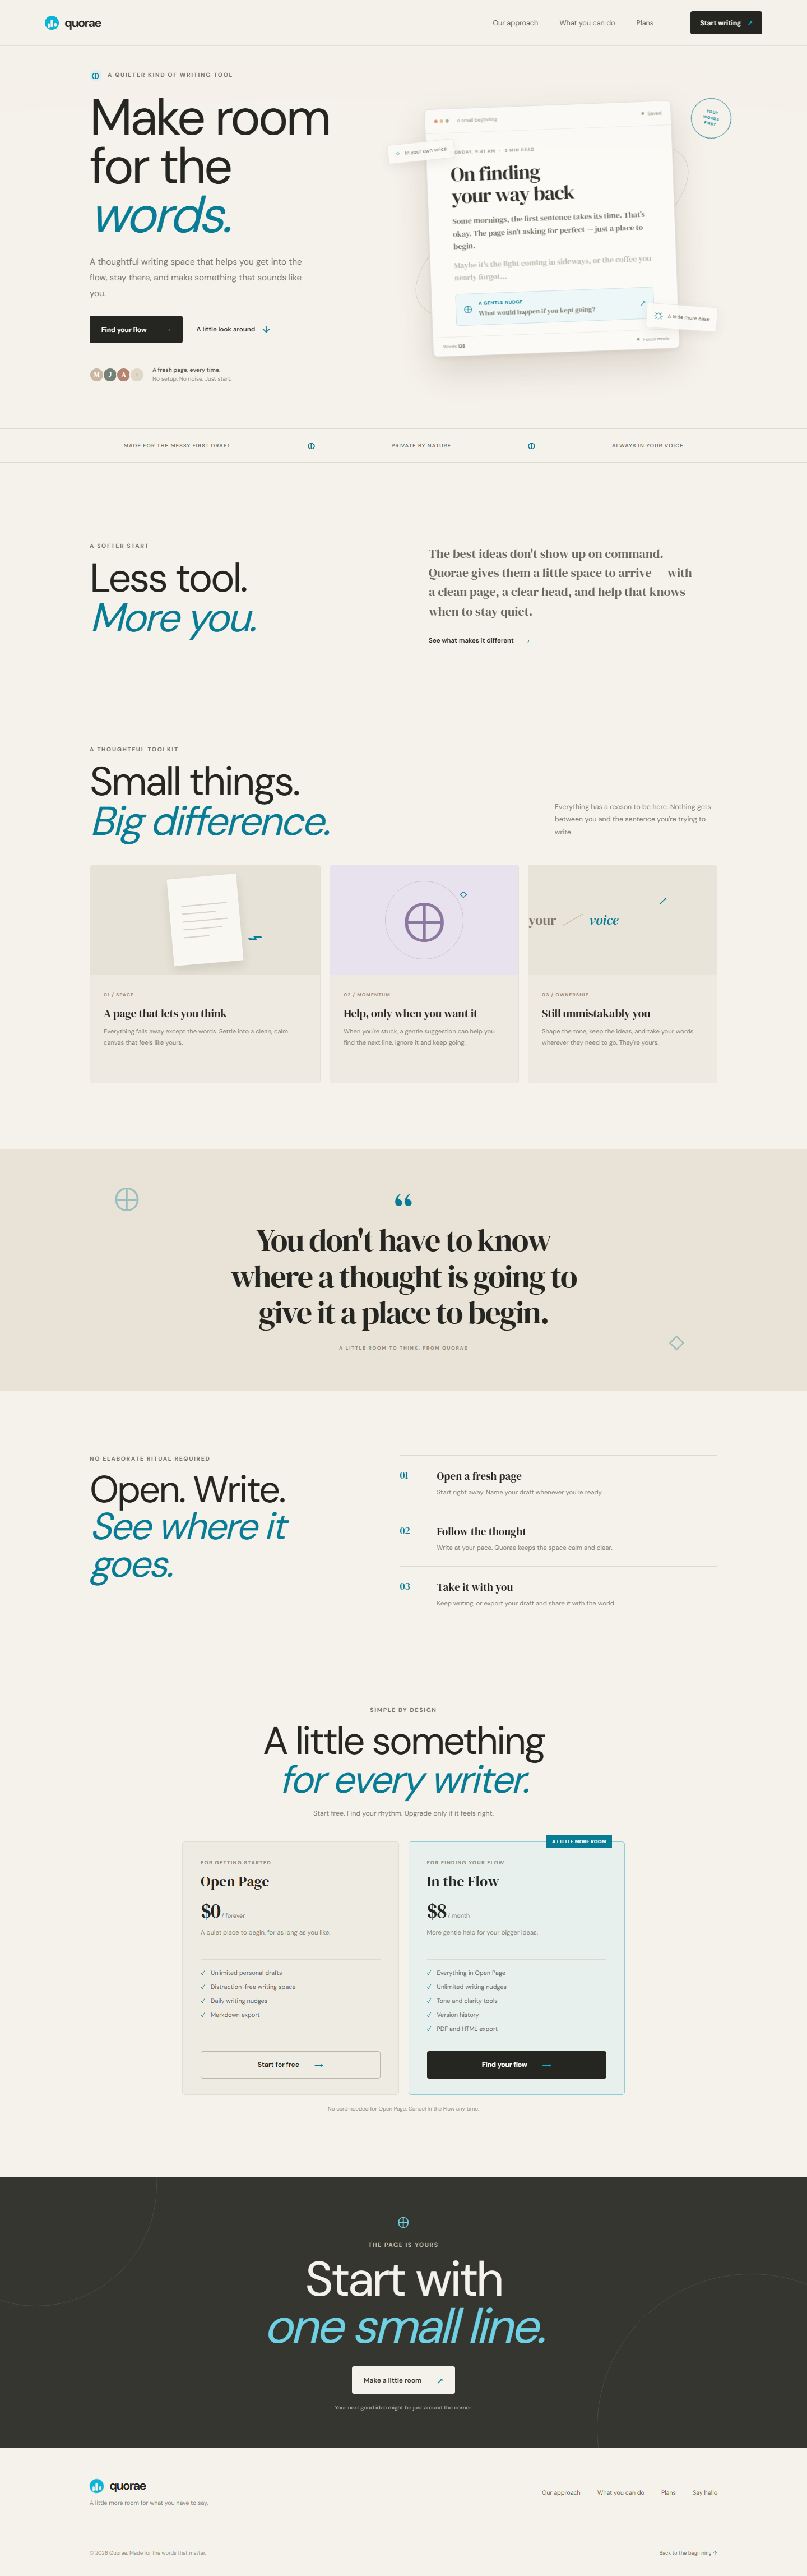 quorae
Our approach
What you can do
Plans
Start writing ↗
A QUIETER KIND OF WRITING TOOL
Make room
for the
words.
A thoughtful writing space that helps you get into the
flow, stay there, and make something that sounds like
you.
Find your flow →
A little look around ↓
M J A +
A fresh page, every time.
No setup. No noise. Just start.
a small beginning
Saved
YOUR
WORDS
FIRST
In your own voice
ONDAY, 9:41 AM · 3 MIN READ
On finding
your way back
Some mornings, the first sentence takes its time. That's
okay. The page isn't asking for perfect — just a place to
begin.
Maybe it's the light coming in sideways, or the coffee you
nearly forgot...
A GENTLE NUDGE
What would happen if you kept going? ↗
A little more ease
Words 128
Focus mode
MADE FOR THE MESSY FIRST DRAFT
PRIVATE BY NATURE
ALWAYS IN YOUR VOICE
A SOFTER START
Less tool.
More you.
The best ideas don't show up on command.
Quorae gives them a little space to arrive — with
a clean page, a clear head, and help that knows
when to stay quiet.
See what makes it different →
A THOUGHTFUL TOOLKIT
Small things.
Big difference.
Everything has a reason to be here. Nothing gets
between you and the sentence you're trying to
write.
your / voice ↗
01 / SPACE
A page that lets you think
Everything falls away except the words. Settle into a clean, calm
canvas that feels like yours.
02 / MOMENTUM
Help, only when you want it
When you're stuck, a gentle suggestion can help you
find the next line. Ignore it and keep going.
03 / OWNERSHIP
Still unmistakably you
Shape the tone, keep the ideas, and take your words
wherever they need to go. They're yours.
“
You don't have to know
where a thought is going to
give it a place to begin.
A LITTLE ROOM TO THINK, FROM QUORAE
NO ELABORATE RITUAL REQUIRED
Open. Write.
See where it
goes.
01
Open a fresh page
Start right away. Name your draft whenever you're ready.
02
Follow the thought
Write at your pace. Quorae keeps the space calm and clear.
03
Take it with you
Keep writing, or export your draft and share it with the world.
SIMPLE BY DESIGN
A little something
for every writer.
Start free. Find your rhythm. Upgrade only if it feels right.
FOR GETTING STARTED
Open Page
$0 / forever
A quiet place to begin, for as long as you like.
✓ Unlimited personal drafts
✓ Distraction-free writing space
✓ Daily writing nudges
✓ Markdown export
Start for free →
A LITTLE MORE ROOM
FOR FINDING YOUR FLOW
In the Flow
$8 / month
More gentle help for your bigger ideas.
✓ Everything in Open Page
✓ Unlimited writing nudges
✓ Tone and clarity tools
✓ Version history
✓ PDF and HTML export
Find your flow →
No card needed for Open Page. Cancel In the Flow any time.
THE PAGE IS YOURS
Start with
one small line.
Make a little room ↗
Your next good idea might be just around the corner.
quorae
A little more room for what you have to say.
Our approach
What you can do
Plans
Say hello
© 2026 Quorae. Made for the words that matter.
Back to the beginning ↑